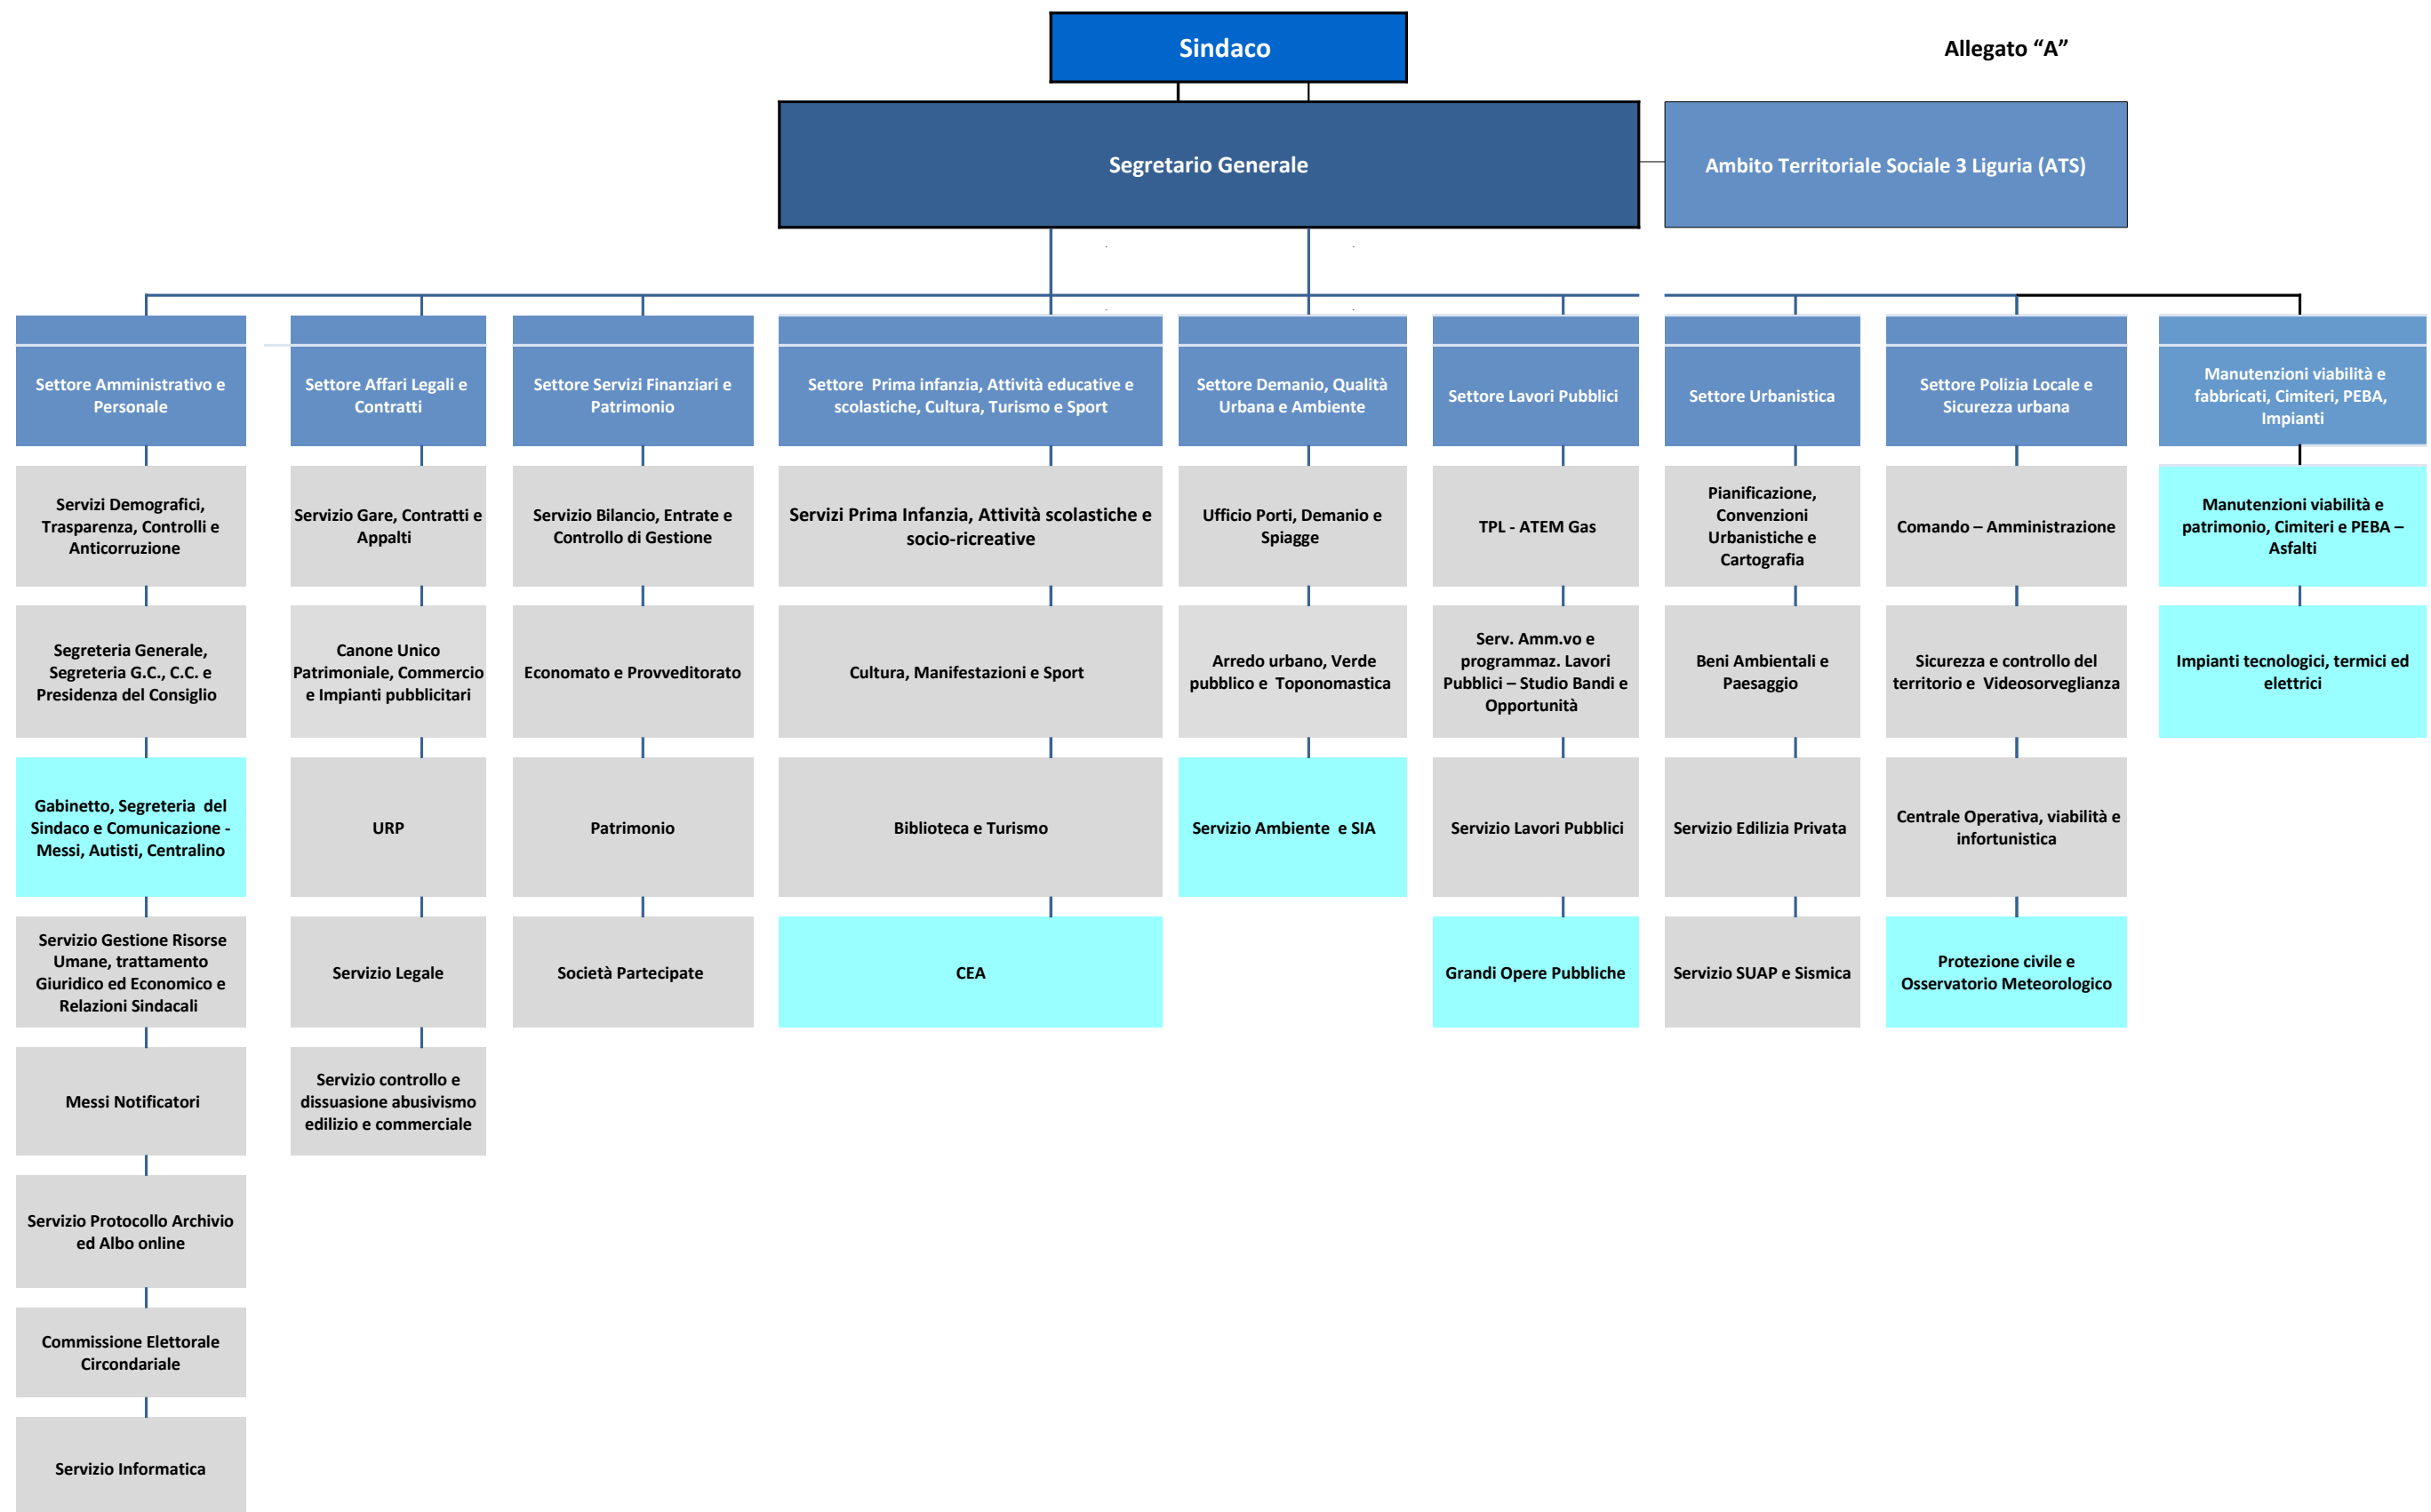 Sindaco
Allegato “A”
Segretario Generale
Ambito Territoriale Sociale 3 Liguria (ATS)
Settore Amministrativo e
Personale
Settore Affari Legali e
Contratti
Settore Servizi Finanziari e
Patrimonio
Settore Prima infanzia, Attività educative e
scolastiche, Cultura, Turismo e Sport
Settore Demanio, Qualità
Urbana e Ambiente
Settore Lavori Pubblici
Settore Urbanistica
Settore Polizia Locale e
Sicurezza urbana
Manutenzioni viabilità e
fabbricati, Cimiteri, PEBA,
Impianti
Servizi Demografici,
Trasparenza, Controlli e
Anticorruzione
Servizio Gare, Contratti e
Appalti
Servizio Bilancio, Entrate e
Controllo di Gestione
Servizi Prima Infanzia, Attività scolastiche e
socio-ricreative
Ufficio Porti, Demanio e
Spiagge
TPL - ATEM Gas
Pianificazione,
Convenzioni
Urbanistiche e
Cartografia
Comando – Amministrazione
Manutenzioni viabilità e
patrimonio, Cimiteri e PEBA –
Asfalti
Segreteria Generale,
Segreteria G.C., C.C. e
Presidenza del Consiglio
Canone Unico
Patrimoniale, Commercio
e Impianti pubblicitari
Economato e Provveditorato
Cultura, Manifestazioni e Sport
Arredo urbano, Verde
pubblico e Toponomastica
Serv. Amm.vo e
programmaz. Lavori
Pubblici – Studio Bandi e
Opportunità
Beni Ambientali e
Paesaggio
Sicurezza e controllo del
territorio e Videosorveglianza
Impianti tecnologici, termici ed
elettrici
Gabinetto, Segreteria del
Sindaco e Comunicazione -
Messi, Autisti, Centralino
URP
Patrimonio
Biblioteca e Turismo
Servizio Ambiente e SIA
Servizio Lavori Pubblici
Servizio Edilizia Privata
Centrale Operativa, viabilità e
infortunistica
Servizio Gestione Risorse
Umane, trattamento
Giuridico ed Economico e
Relazioni Sindacali
Servizio Legale
Società Partecipate
CEA
Grandi Opere Pubbliche
Servizio SUAP e Sismica
Protezione civile e
Osservatorio Meteorologico
Messi Notificatori
Servizio controllo e
dissuasione abusivismo
edilizio e commerciale
Servizio Protocollo Archivio
ed Albo online
Commissione Elettorale
Circondariale
Servizio Informatica